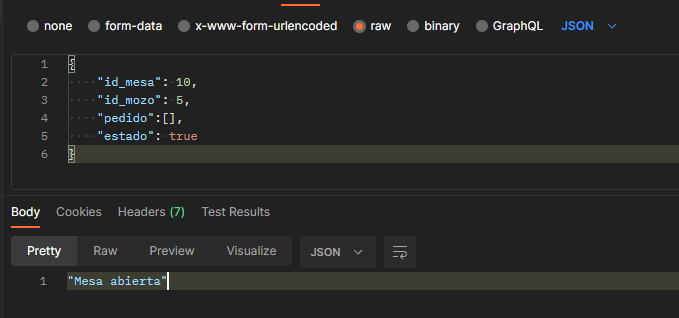 none form-data x-www-form-urlencoded raw binary GraphQL JSON
1 {
2 "id_mesa": 10,
3 "id_mozo": 5,
4 "pedido":[],
5 "estado": true
6 }
Body Cookies Headers (7) Test Results
Pretty Raw Preview Visualize JSON
1 "Mesa abierta"